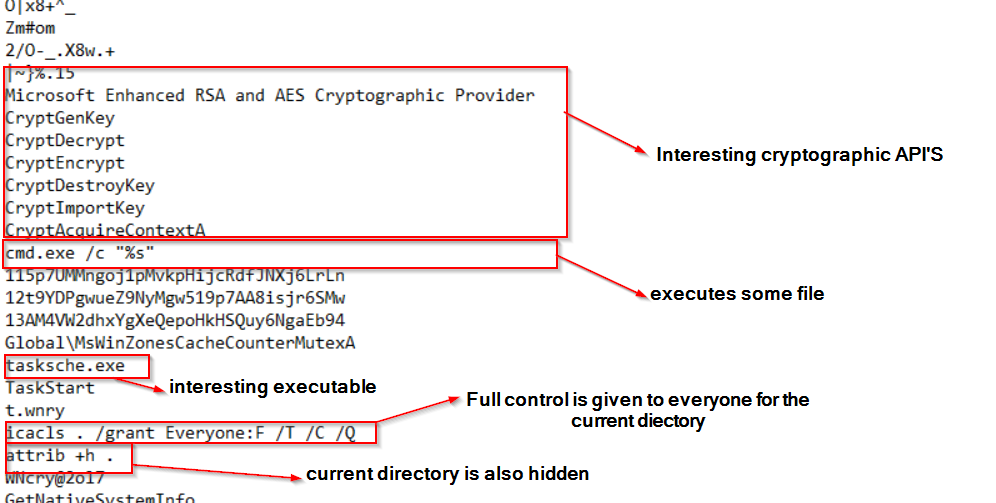 O|x8+^_
Zm#om
2/O-_.X8w.+
|~}%.15
Microsoft Enhanced RSA and AES Cryptographic Provider
CryptGenKey
CryptDecrypt
Interesting cryptographic API'S
CryptEncrypt
CryptDestroyKey
CryptImportKey
CryptAcquireContextA
cmd.exe /c "%s"
115p7UMMngoj1pMvkpHijcRdfJNXj6LrLn
12t9YDPgwueZ9NyMgw519p7AA8isjr6SMw
executes some file
13AM4VW2dhxYgXeQepoHkHSQuy6NgaEb94
Global\MsWinZonesCacheCounterMutexA
tasksche.exe
TaskStart
interesting executable
t.wnry
Full control is given to everyone for the
current diectory
icacls . /grant Everyone:F /T /C /Q
attrib +h .
current directory is also hidden
WNcry@2ol7
GetNativeSystemInfo